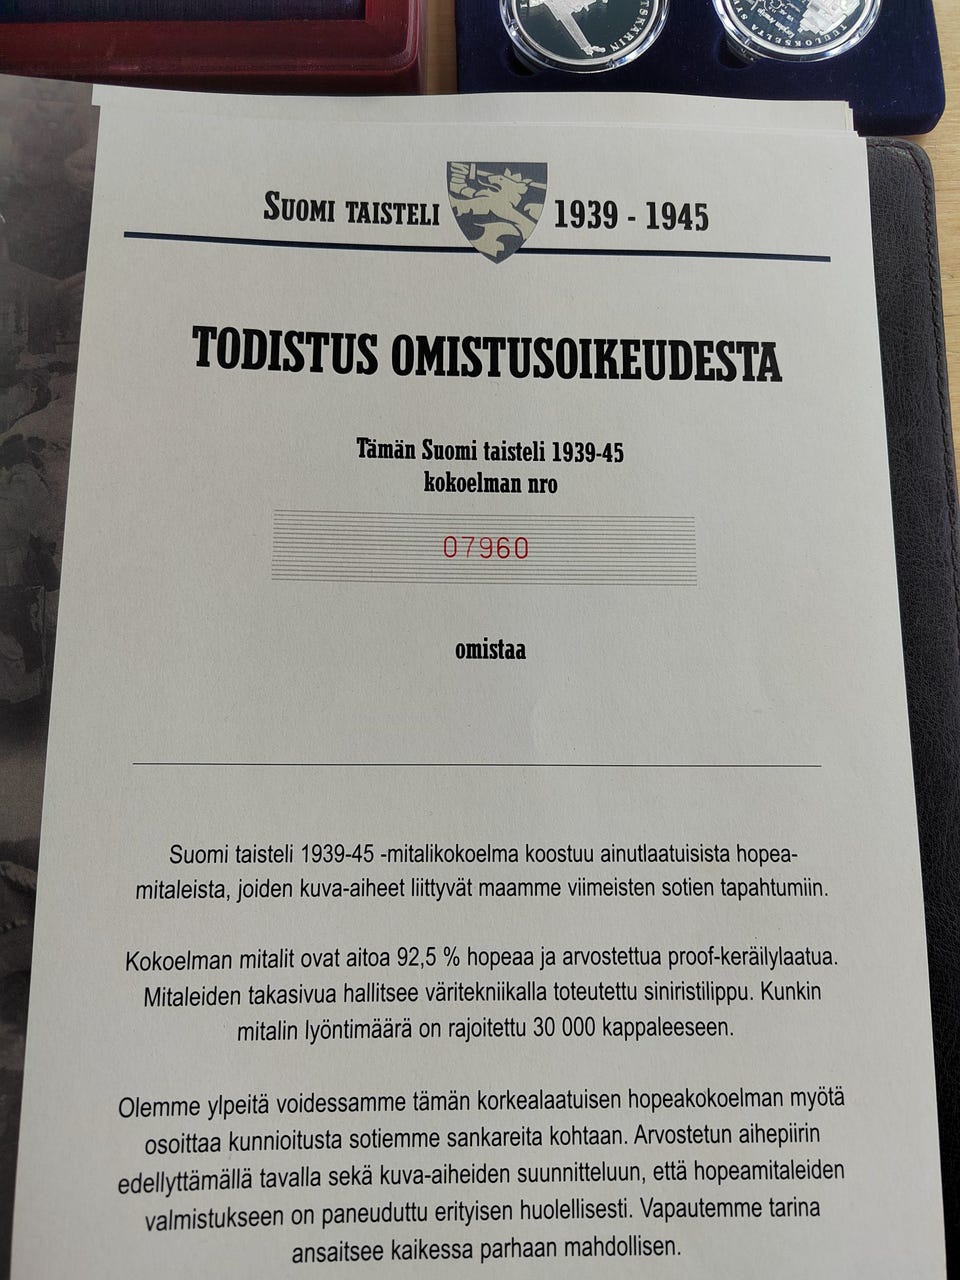 TSKARIN
TULOKSELTA
SUOMI TAISTELI 1939 - 1945
TODISTUS OMISTUSOIKEUDESTA
Tämän Suomi taisteli 1939-45
kokoelman nro
07960
omistaa
Suomi taisteli 1939-45 -mitalikokoelma koostuu ainutlaatuisista hopea-
mitaleista, joiden kuva-aiheet liittyvät maamme viimeisten sotien tapahtumiin.
Kokoelman mitalit ovat aitoa 92,5 % hopeaa ja arvostettua proof-keräilylaatua.
Mitaleiden takasivua hallitsee väritekniikalla toteutettu siniristilippu. Kunkin
mitalin lyöntimäärä on rajoitettu 30 000 kappaleeseen.
Olemme ylpeitä voidessamme tämän korkealaatuisen hopeakokoelman myötä
osoittaa kunnioitusta sotiemme sankareita kohtaan. Arvostetun aihepiirin
edellyttämällä tavalla sekä kuva-aiheiden suunnitteluun, että hopeamitaleiden
valmistukseen on paneuduttu erityisen huolellisesti. Vapautemme tarina
ansaitsee kaikessa parhaan mahdollisen.